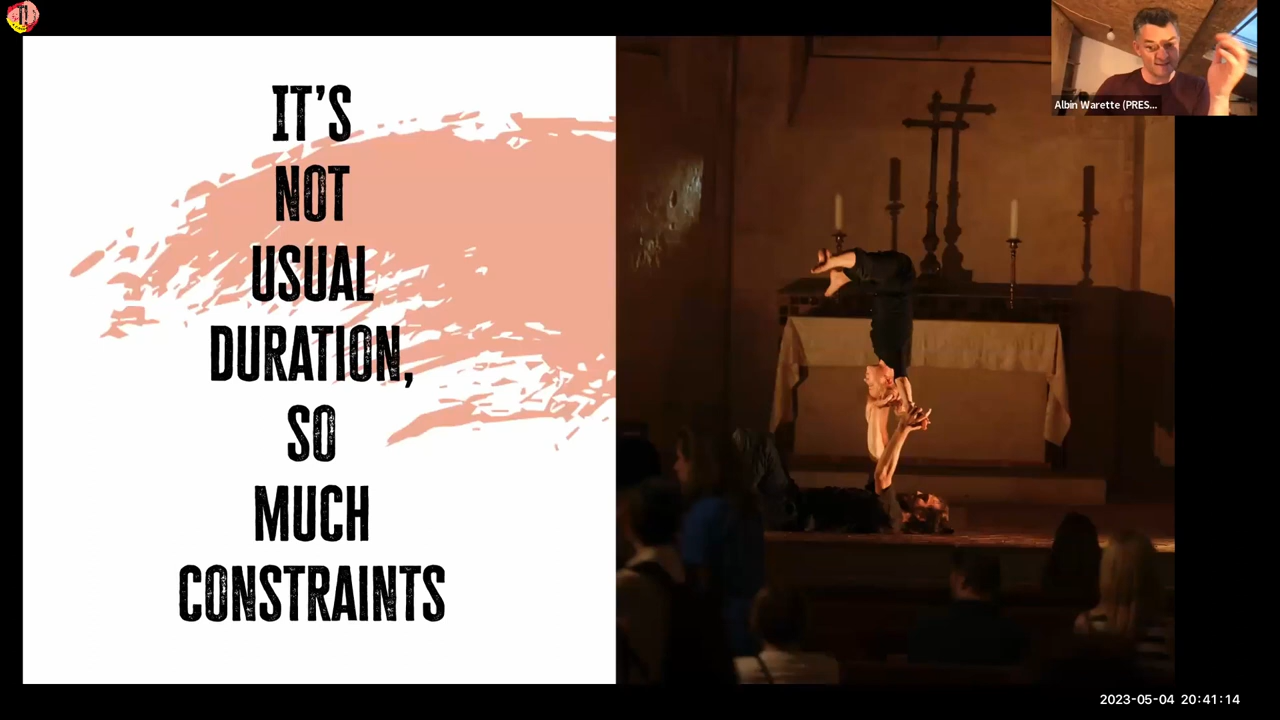 IT'S
NOT
USUAL
DURATION,
SO
MUCH
CONSTRAINTS
Albin Warette (PRES...
2023-05-04 20:41:14